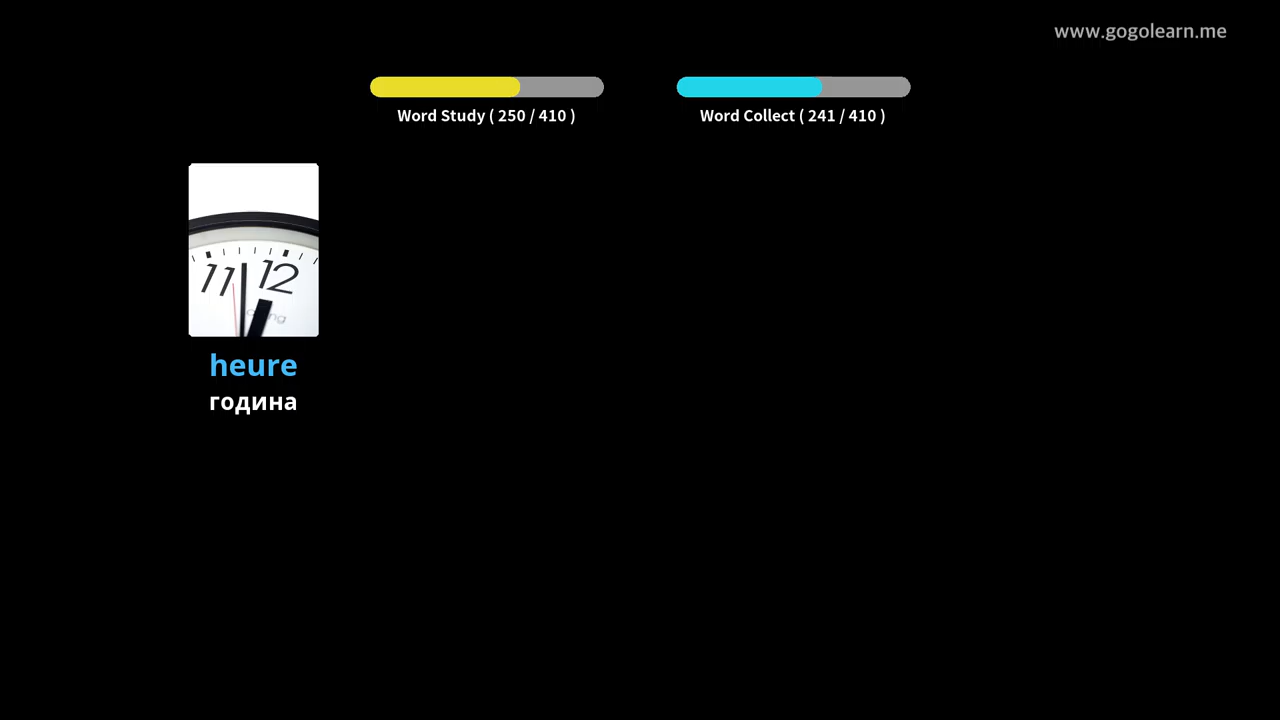 www.gogolearn.me
Word Study ( 250 / 410 )
Word Collect ( 241 / 410 )
11 12
heure
година